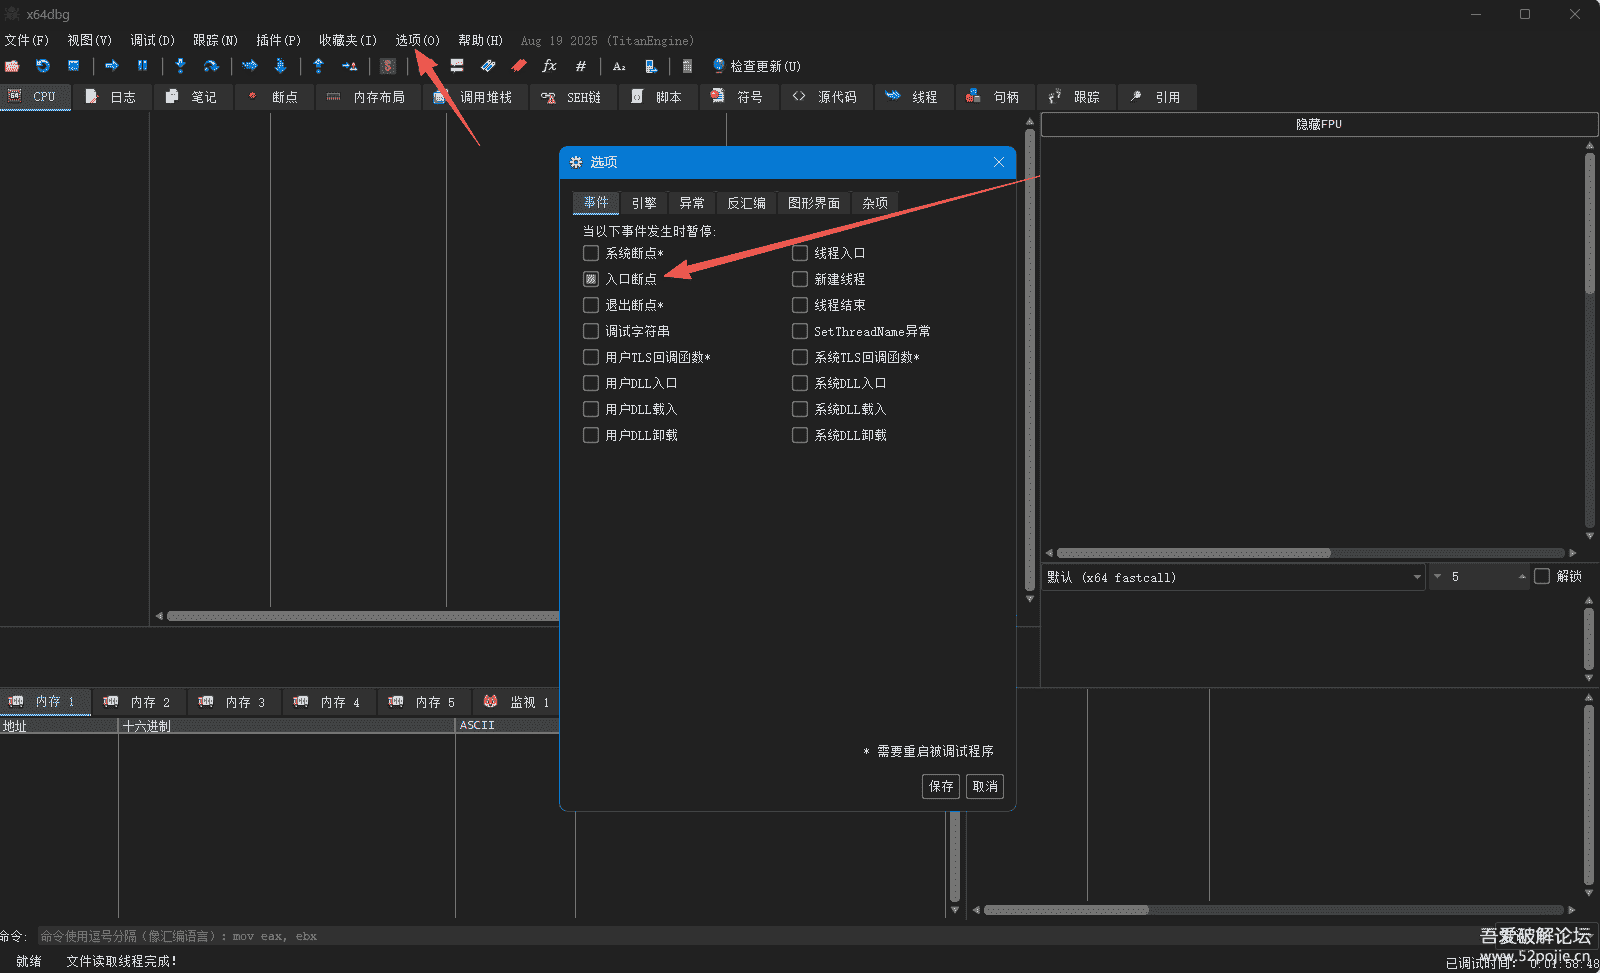 x64dbg
文件(F) 视图(V) 调试(D) 跟踪(N) 插件(P) 收藏夹(I) 选项(O) 帮助(H) Aug 19 2025 (TitanEngine)
检查更新(U)
CPU 日志 笔记 断点 内存布局 调用堆栈 SEH链 脚本 符号 源代码 线程 句柄 跟踪 引用
隐藏FPU
选项
事件 引擎 异常 反汇编 图形界面 杂项
当以下事件发生时暂停:
系统断点* 线程入口
入口断点 新建线程
退出断点* 线程结束
调试字符串 SetThreadName异常
用户TLS回调函数* 系统TLS回调函数*
用户DLL入口 系统DLL入口
用户DLL载入 系统DLL载入
用户DLL卸载 系统DLL卸载
* 需要重启被调试程序
保存 取消
默认 (x64 fastcall) 5 解锁
内存 1 内存 2 内存 3 内存 4 内存 5 监视 1
地址 十六进制 ASCII
命令: 命令使用逗号分隔（像汇编语言）: mov eax, ebx
吾爱破解论坛
www.52pojie.cn
就绪 文件读取线程完成!
已调试时间: 0:01:58:48